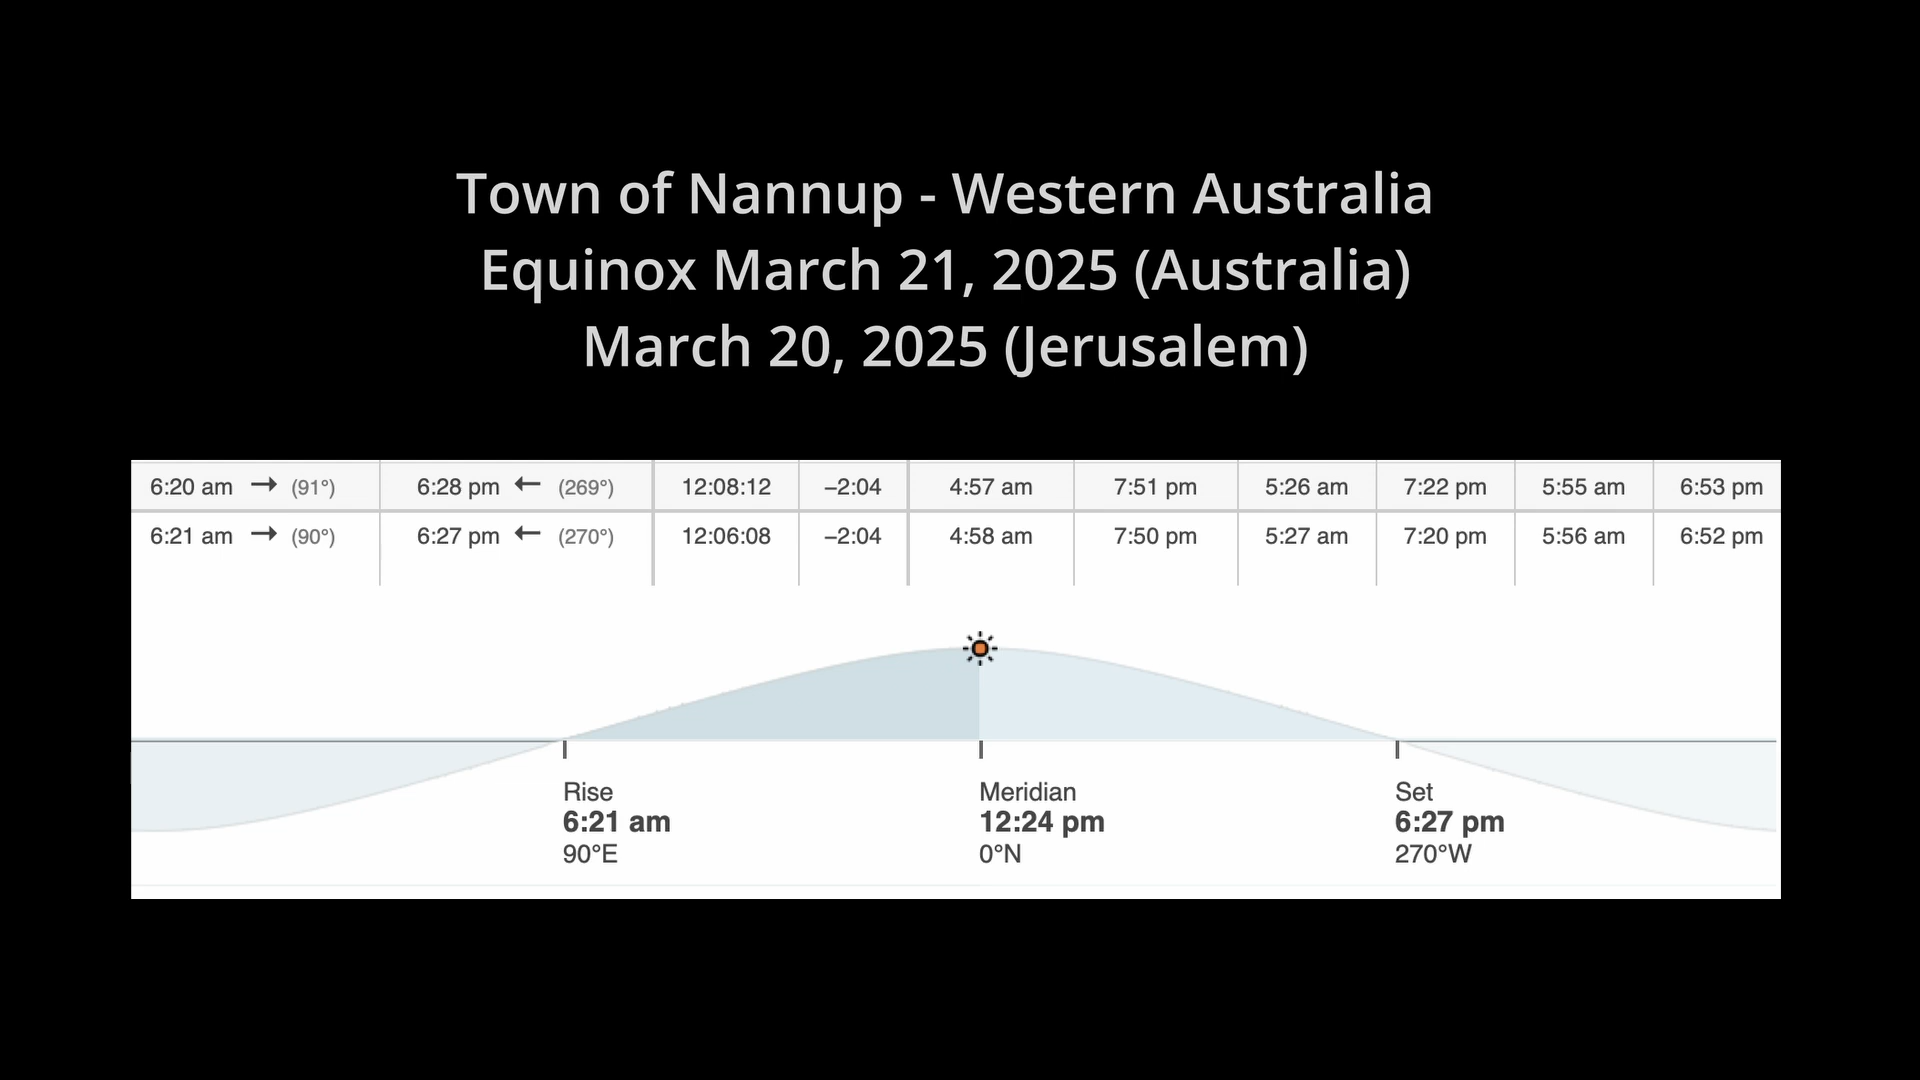 Town of Nannup - Western Australia
Equinox March 21, 2025 (Australia)
March 20, 2025 (Jerusalem)
6:20 am → (91°) 6:28 pm ← (269°) 12:08:12 −2:04 4:57 am 7:51 pm 5:26 am 7:22 pm 5:55 am 6:53 pm
6:21 am → (90°) 6:27 pm ← (270°) 12:06:08 −2:04 4:58 am 7:50 pm 5:27 am 7:20 pm 5:56 am 6:52 pm
Rise Meridian Set
6:21 am 12:24 pm 6:27 pm
90°E 0°N 270°W